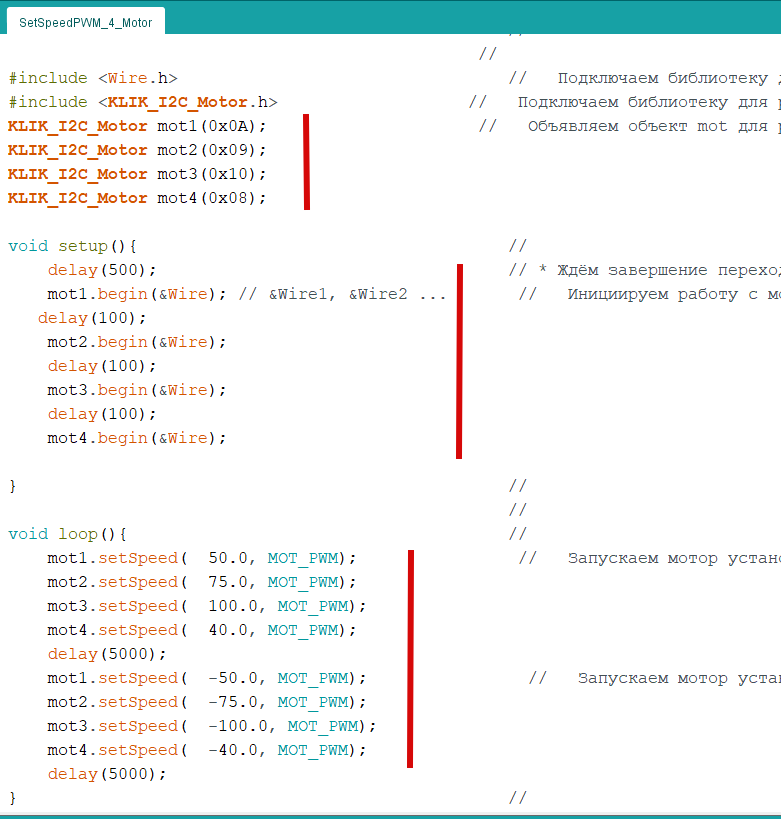 SetSpeedPWM_4_Motor
//
//
#include <Wire.h> // Подключаем библиотеку
#include <KLIK_I2C_Motor.h> // Подключаем библиотеку для
KLIK_I2C_Motor mot1(0x0A); // Объявляем объект mot для
KLIK_I2C_Motor mot2(0x09);
KLIK_I2C_Motor mot3(0x10);
KLIK_I2C_Motor mot4(0x08);
void setup(){ //
delay(500); // * Ждём завершение
mot1.begin(&Wire); // &Wire1, &Wire2 ... // Инициируем работу с
delay(100);
mot2.begin(&Wire);
delay(100);
mot3.begin(&Wire);
delay(100);
mot4.begin(&Wire);
} //
//
void loop(){ //
mot1.setSpeed( 50.0, MOT_PWM); // Запускаем мотор
mot2.setSpeed( 75.0, MOT_PWM);
mot3.setSpeed( 100.0, MOT_PWM);
mot4.setSpeed( 40.0, MOT_PWM);
delay(5000);
mot1.setSpeed( -50.0, MOT_PWM); // Запускаем мотор
mot2.setSpeed( -75.0, MOT_PWM);
mot3.setSpeed( -100.0, MOT_PWM);
mot4.setSpeed( -40.0, MOT_PWM);
delay(5000);
} //